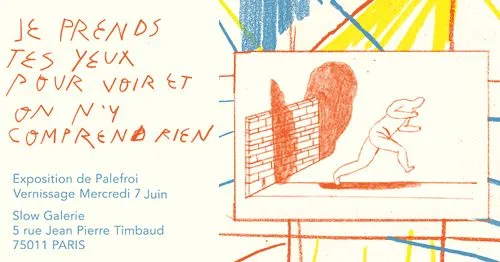 JE PRENDS
TES YEUX
POUR VOIR ET
ON N'Y
COMPREND RIEN
Exposition de Palefroi
Vernissage Mercredi 7 Juin
Slow Galerie
5 rue Jean Pierre Timbaud
75011 PARIS